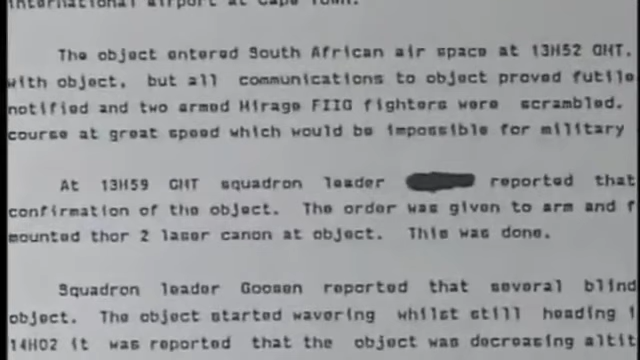 international airport at Cape Town.
The object entered South African air space at 13H52 GMT.
with object, but all communications to object proved futile
notified and two armed Mirage FIIG fighters were scrambled.
course at great speed which would be impossible for military
At 13H59 GMT squadron leader reported that
confirmation of the object. The order was given to arm and f
mounted thor 2 laser canon at object. This was done.
Squadron leader Goosen reported that several blind
object. The object started wavering whilst still heading i
14H02 it was reported that the object was decreasing altit